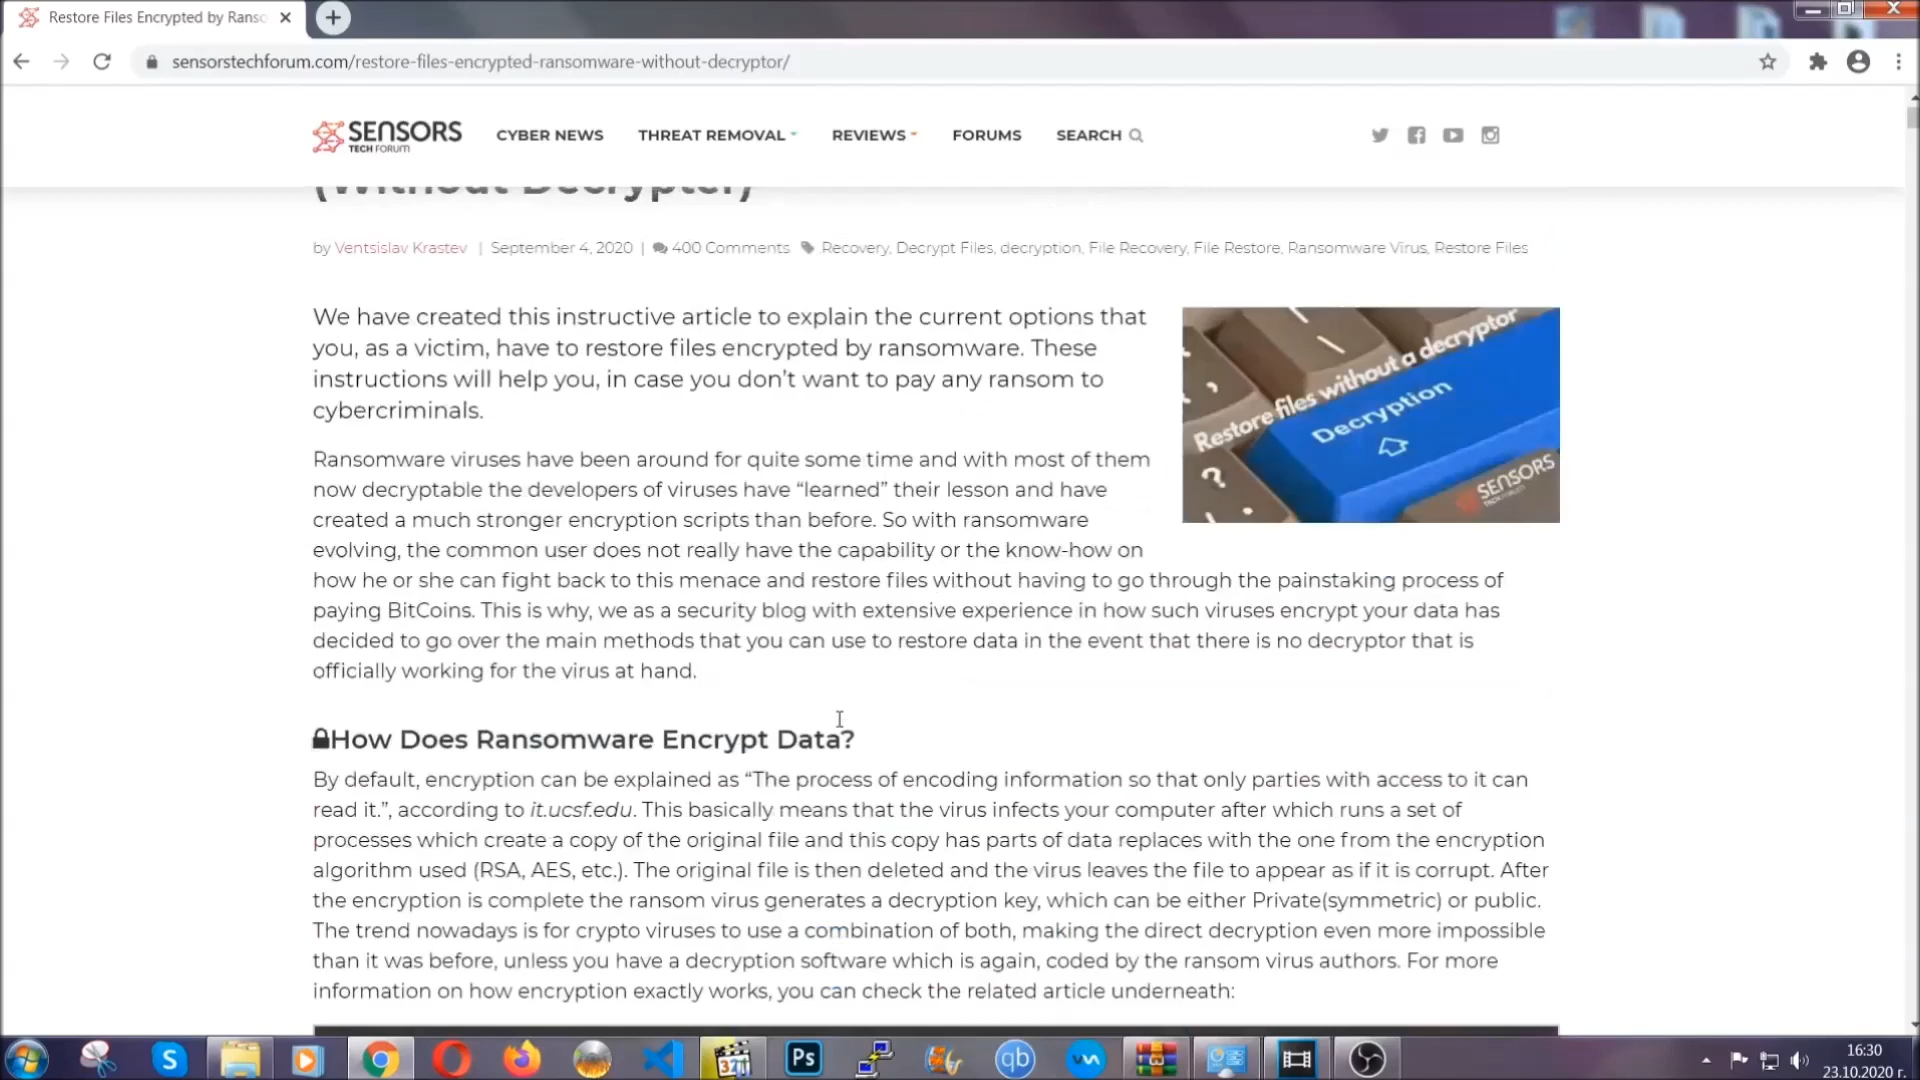 Restore Files Encrypted by Ranso
sensorstechforum.com/restore-files-encrypted-ransomware-without-decryptor/
SENSORS
TECH FORUM
CYBER NEWS
THREAT REMOVAL
REVIEWS
FORUMS
SEARCH
(Without Decrypter)
by Ventsislav Krastev | September 4, 2020 | 400 Comments Recovery, Decrypt Files, decryption, File Recovery, File Restore, Ransomware Virus, Restore Files
We have created this instructive article to explain the current options that
you, as a victim, have to restore files encrypted by ransomware. These
instructions will help you, in case you don’t want to pay any ransom to
cybercriminals.
Restore files without a decryptor
Decryption
SENSORS
TECH FORUM
Ransomware viruses have been around for quite some time and with most of them
now decryptable the developers of viruses have “learned” their lesson and have
created a much stronger encryption scripts than before. So with ransomware
evolving, the common user does not really have the capability or the know-how on
how he or she can fight back to this menace and restore files without having to go through the painstaking process of
paying BitCoins. This is why, we as a security blog with extensive experience in how such viruses encrypt your data has
decided to go over the main methods that you can use to restore data in the event that there is no decryptor that is
officially working for the virus at hand.
How Does Ransomware Encrypt Data?
By default, encryption can be explained as “The process of encoding information so that only parties with access to it can
read it.”, according to it.ucsf.edu. This basically means that the virus infects your computer after which runs a set of
processes which create a copy of the original file and this copy has parts of data replaces with the one from the encryption
algorithm used (RSA, AES, etc.). The original file is then deleted and the virus leaves the file to appear as if it is corrupt. After
the encryption is complete the ransom virus generates a decryption key, which can be either Private(symmetric) or public.
The trend nowadays is for crypto viruses to use a combination of both, making the direct decryption even more impossible
than it was before, unless you have a decryption software which is again, coded by the ransom virus authors. For more
information on how encryption exactly works, you can check the related article underneath:
S
321
Ps
qb
16:30
23.10.2020 г.